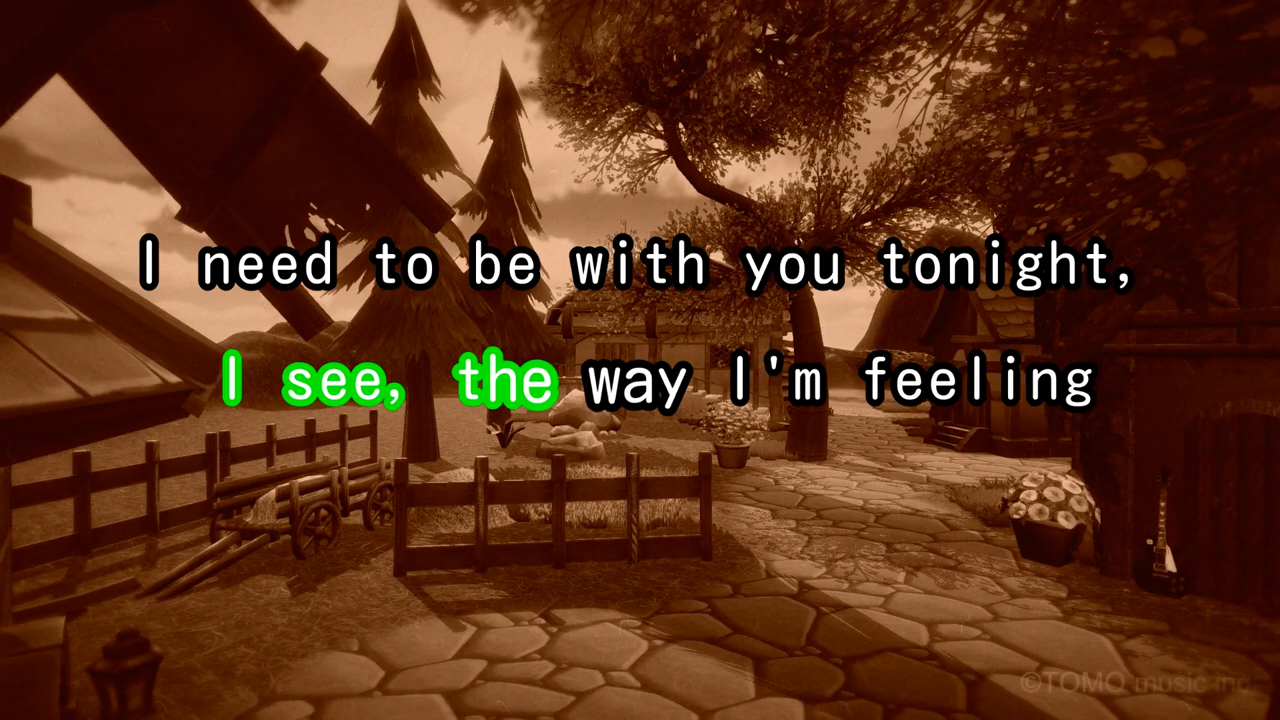 I need to be with you tonight,
I see, the way I'm feeling
©TOMO music inc.